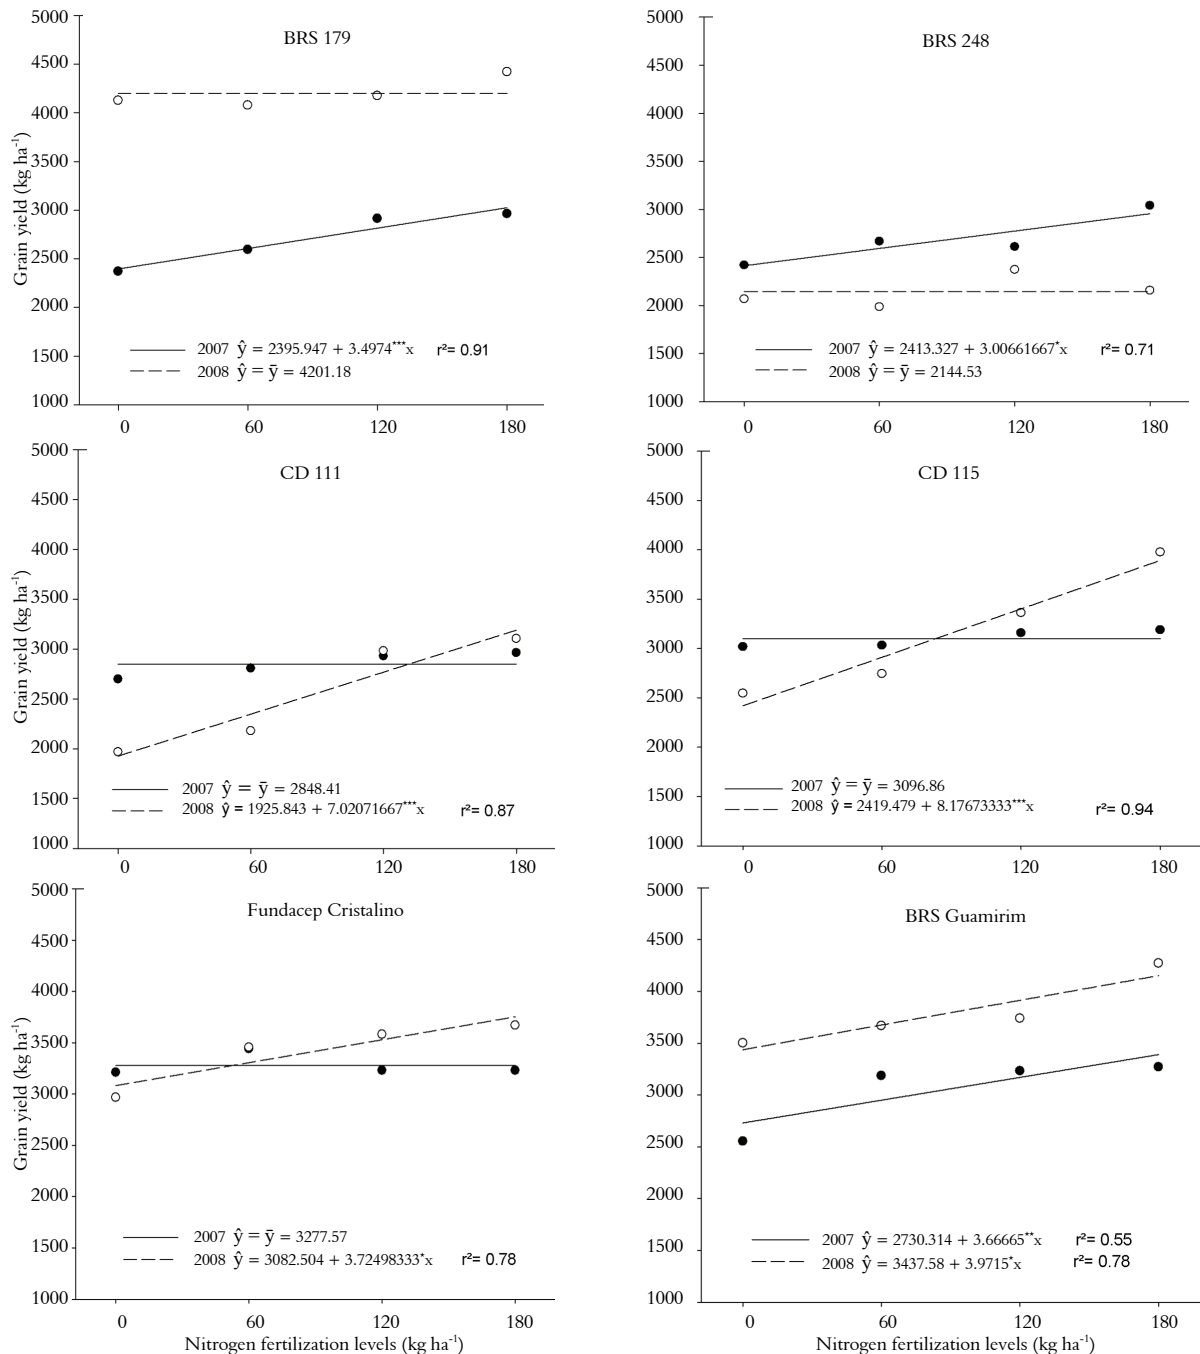 BRS 179
5000
4500
4000
3500
3000
2500
2000
1500
1000
Grain yield (kg ha⁻¹)
2007 ŷ = 2395.947 + 3.4974***x r²= 0.91
2008 ŷ = ȳ = 4201.18
0 60 120 180
BRS 248
5000
4500
4000
3500
3000
2500
2000
1500
1000
2007 ŷ = 2413.327 + 3.00661667*x r²= 0.71
2008 ŷ = ȳ = 2144.53
0 60 120 180
CD 111
5000
4500
4000
3500
3000
2500
2000
1500
1000
Grain yield (kg ha⁻¹)
2007 ŷ = ȳ = 2848.41
2008 ŷ = 1925.843 + 7.02071667***x r²= 0.87
0 60 120 180
CD 115
5000
4500
4000
3500
3000
2500
2000
1500
1000
2007 ŷ = ȳ = 3096.86
2008 ŷ = 2419.479 + 8.17673333***x r²= 0.94
0 60 120 180
Fundacep Cristalino
5000
4500
4000
3500
3000
2500
2000
1500
1000
Grain yield (kg ha⁻¹)
2007 ŷ = ȳ = 3277.57
2008 ŷ = 3082.504 + 3.72498333*x r²= 0.78
0 60 120 180
Nitrogen fertilization levels (kg ha⁻¹)
BRS Guamirim
5000
4500
4000
3500
3000
2500
2000
1500
1000
2007 ŷ = 2730.314 + 3.66665**x r²= 0.55
2008 ŷ = 3437.58 + 3.9715*x r²= 0.78
0 60 120 180
Nitrogen fertilization levels (kg ha⁻¹)